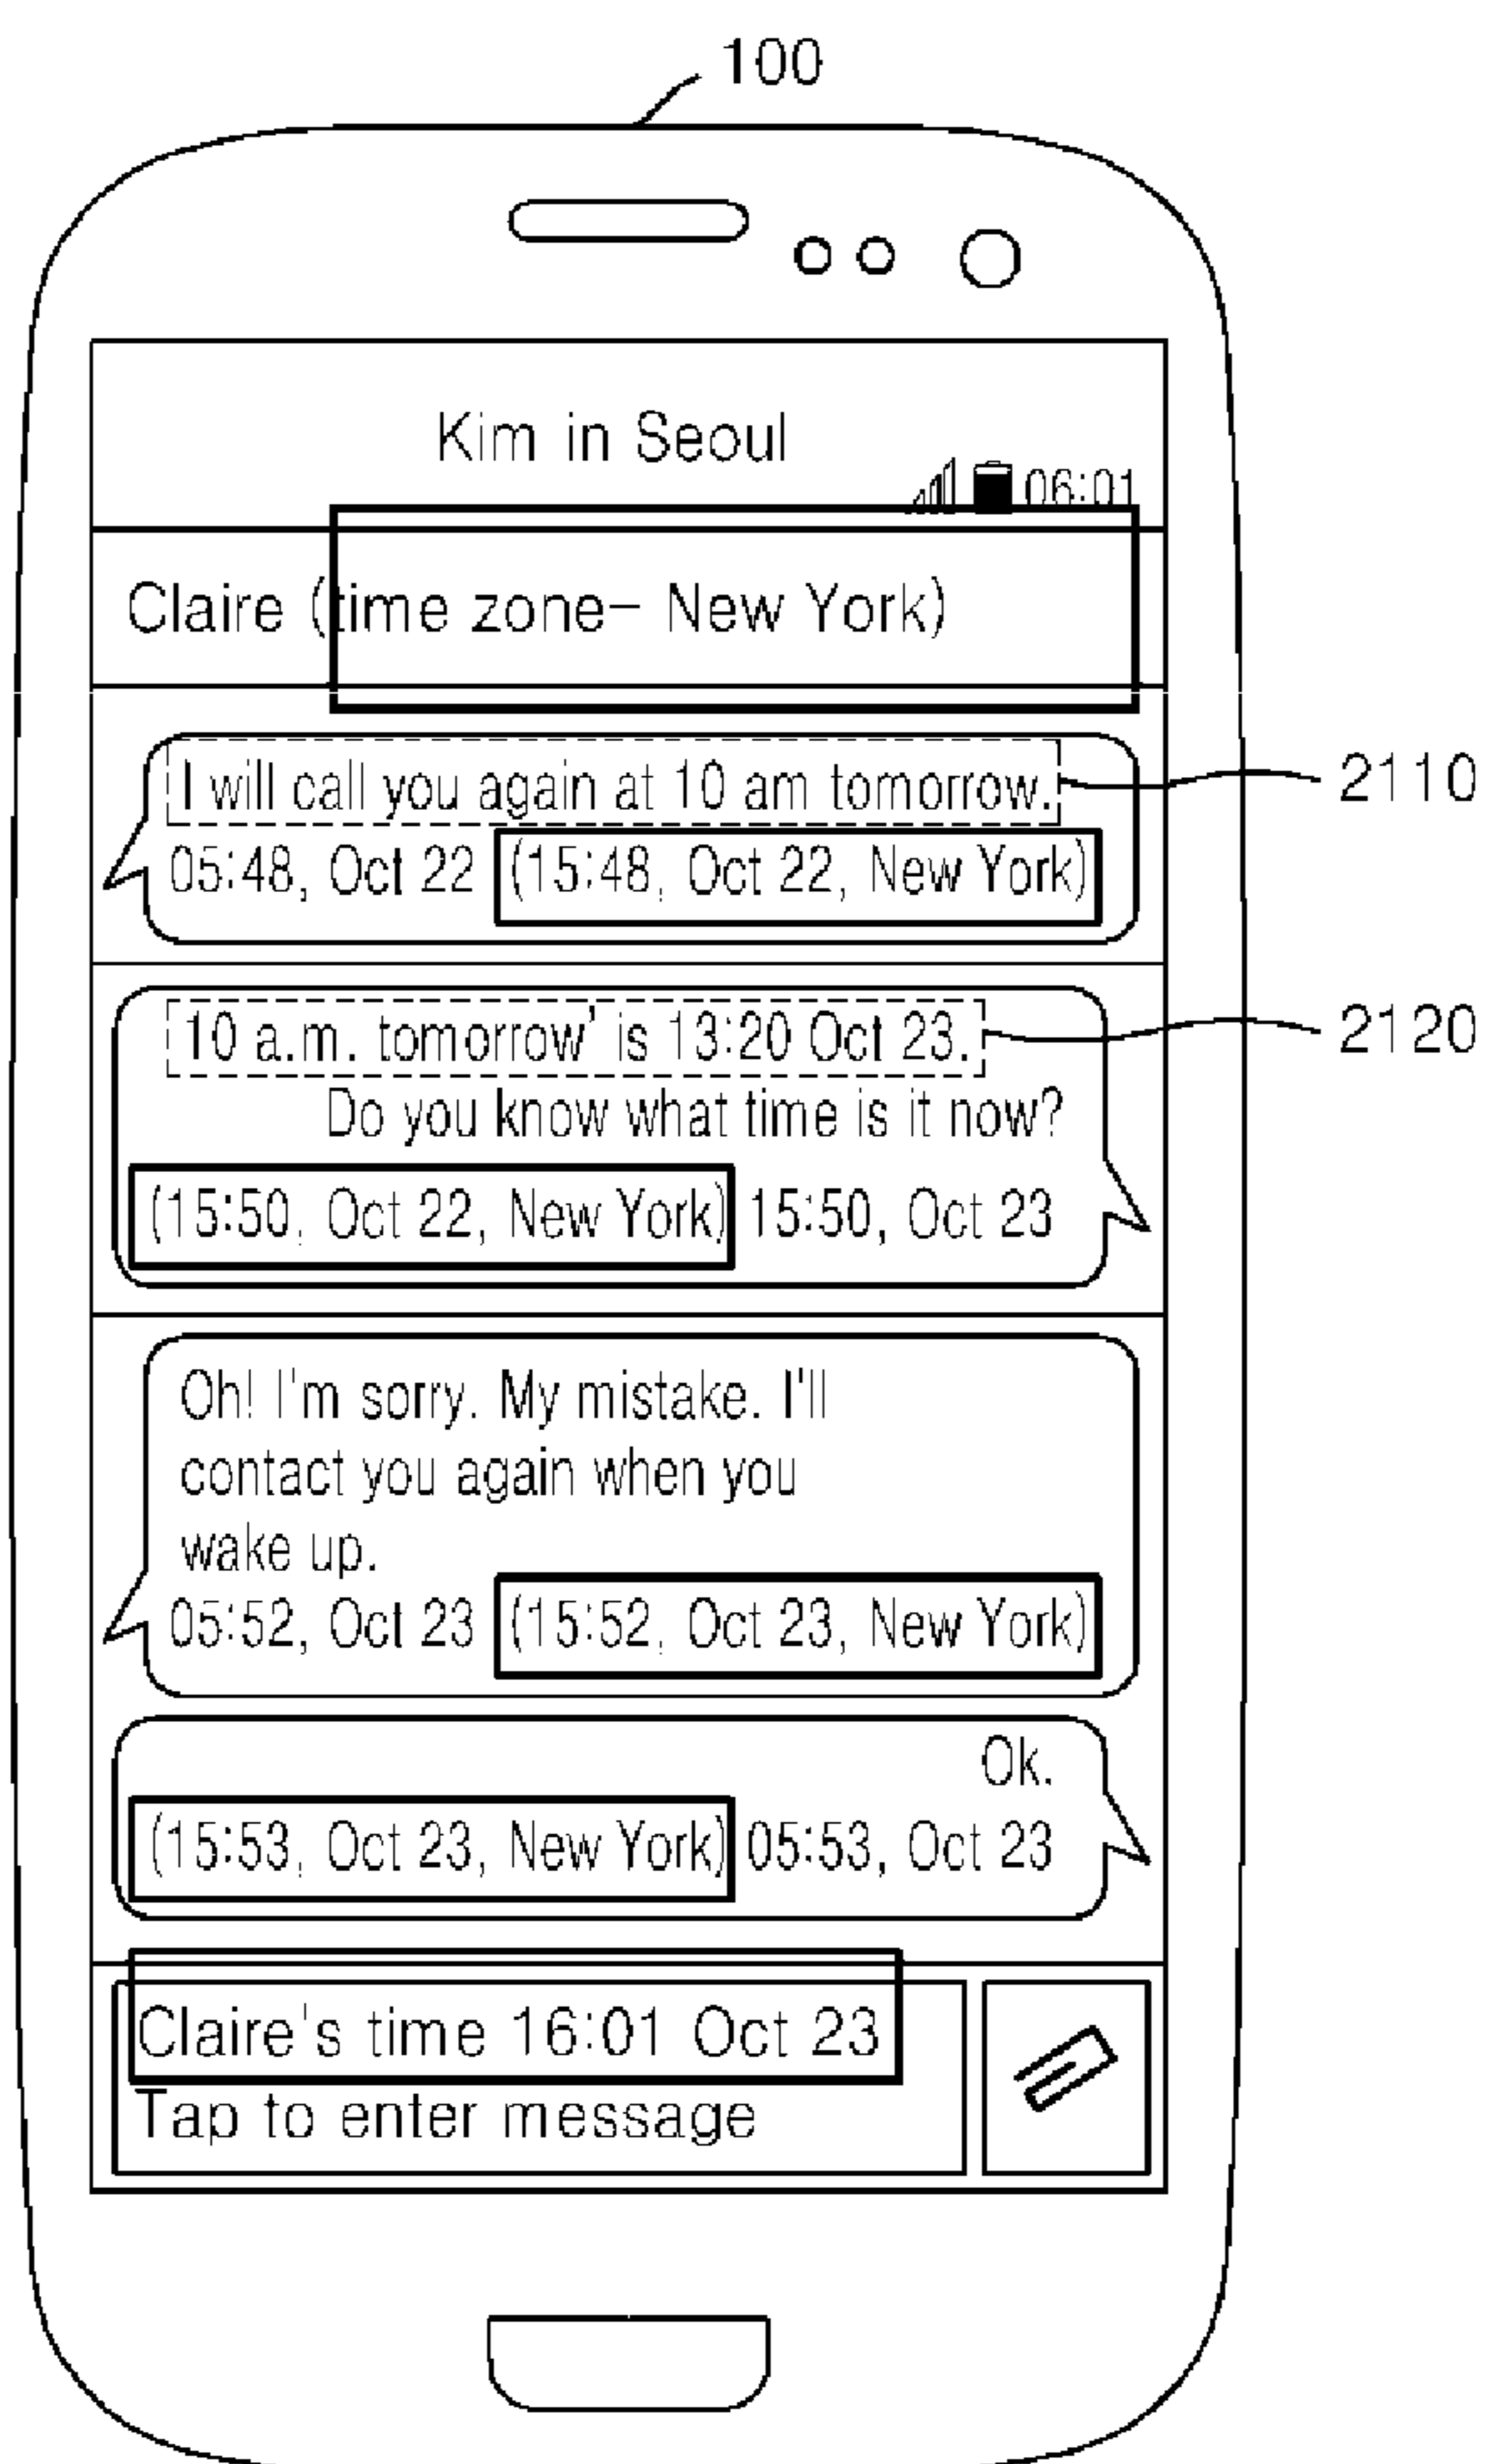 100
Kim in Seoul
06:01
Claire (time zone- New York)
I will call you again at 10 am tomorrow.
2110
05:48, Oct 22 (15:48, Oct 22, New York)
10 a.m. tomorrow' is 13:20 Oct 23.
2120
Do you know what time is it now?
(15:50, Oct 22, New York) 15:50, Oct 23
Oh! I'm sorry. My mistake. I'll
contact you again when you
wake up.
05:52, Oct 23 (15:52, Oct 23, New York)
Ok.
(15:53, Oct 23, New York) 05:53, Oct 23
Claire's time 16:01 Oct 23
Tap to enter message